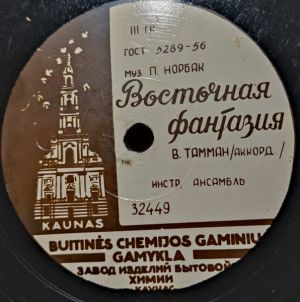 III ГР.
ГОСТ 5289-56
МУЗ. П. НОРБАК
Восточная
фантазия
В. ТАММАН/АККОРД./
ИНСТР. АНСАМБЛЬ
32449
KAUNAS
BUITINĖS CHEMIJOS GAMINIŲ
GAMYKLA
ЗАВОД ИЗДЕЛИЙ БЫТОВОЙ
ХИМИИ
КАУНАС